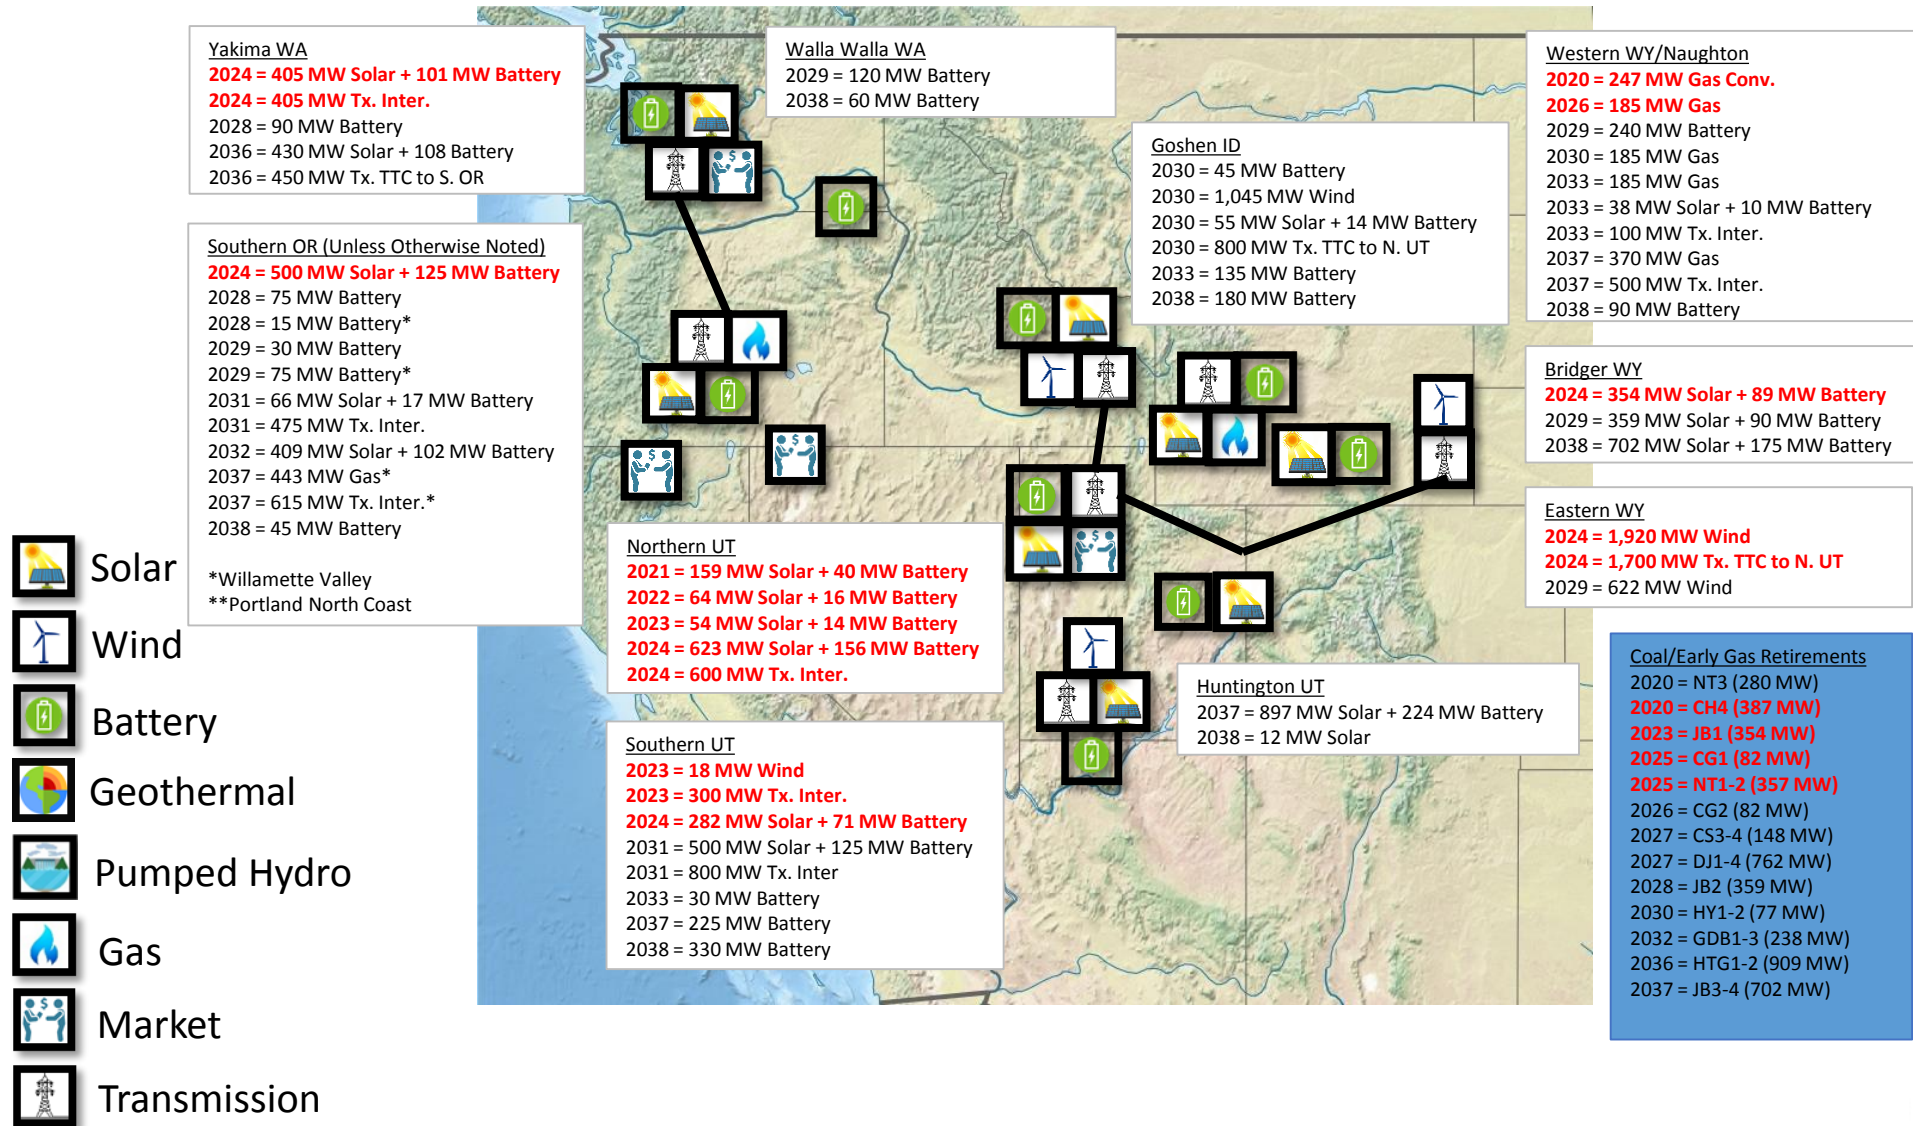 Yakima WA
2024 = 405 MW Solar + 101 MW Battery
2024 = 405 MW Tx. Inter.
2028 = 90 MW Battery
2036 = 430 MW Solar + 108 Battery
2036 = 450 MW Tx. TTC to S. OR
Walla Walla WA
2029 = 120 MW Battery
2038 = 60 MW Battery
Western WY/Naughton
2020 = 247 MW Gas Conv.
2026 = 185 MW Gas
2029 = 240 MW Battery
2030 = 185 MW Gas
2033 = 185 MW Gas
2033 = 38 MW Solar + 10 MW Battery
2033 = 100 MW Tx. Inter.
2037 = 370 MW Gas
2037 = 500 MW Tx. Inter.
2038 = 90 MW Battery
Goshen ID
2030 = 45 MW Battery
2030 = 1,045 MW Wind
2030 = 55 MW Solar + 14 MW Battery
2030 = 800 MW Tx. TTC to N. UT
2033 = 135 MW Battery
2038 = 180 MW Battery
Southern OR (Unless Otherwise Noted)
2024 = 500 MW Solar + 125 MW Battery
2028 = 75 MW Battery
2028 = 15 MW Battery*
2029 = 30 MW Battery
2029 = 75 MW Battery*
2031 = 66 MW Solar + 17 MW Battery
2031 = 475 MW Tx. Inter.
2032 = 409 MW Solar + 102 MW Battery
2037 = 443 MW Gas*
2037 = 615 MW Tx. Inter.*
2038 = 45 MW Battery
*Willamette Valley
**Portland North Coast
Bridger WY
2024 = 354 MW Solar + 89 MW Battery
2029 = 359 MW Solar + 90 MW Battery
2038 = 702 MW Solar + 175 MW Battery
Eastern WY
2024 = 1,920 MW Wind
2024 = 1,700 MW Tx. TTC to N. UT
2029 = 622 MW Wind
Northern UT
2021 = 159 MW Solar + 40 MW Battery
2022 = 64 MW Solar + 16 MW Battery
2023 = 54 MW Solar + 14 MW Battery
2024 = 623 MW Solar + 156 MW Battery
2024 = 600 MW Tx. Inter.
Huntington UT
2037 = 897 MW Solar + 224 MW Battery
2038 = 12 MW Solar
Southern UT
2023 = 18 MW Wind
2023 = 300 MW Tx. Inter.
2024 = 282 MW Solar + 71 MW Battery
2031 = 500 MW Solar + 125 MW Battery
2031 = 800 MW Tx. Inter
2033 = 30 MW Battery
2037 = 225 MW Battery
2038 = 330 MW Battery
Coal/Early Gas Retirements
2020 = NT3 (280 MW)
2020 = CH4 (387 MW)
2023 = JB1 (354 MW)
2025 = CG1 (82 MW)
2025 = NT1-2 (357 MW)
2026 = CG2 (82 MW)
2027 = CS3-4 (148 MW)
2027 = DJ1-4 (762 MW)
2028 = JB2 (359 MW)
2030 = HY1-2 (77 MW)
2032 = GDB1-3 (238 MW)
2036 = HTG1-2 (909 MW)
2037 = JB3-4 (702 MW)
Solar
Wind
Battery
Geothermal
Pumped Hydro
Gas
Market
Transmission